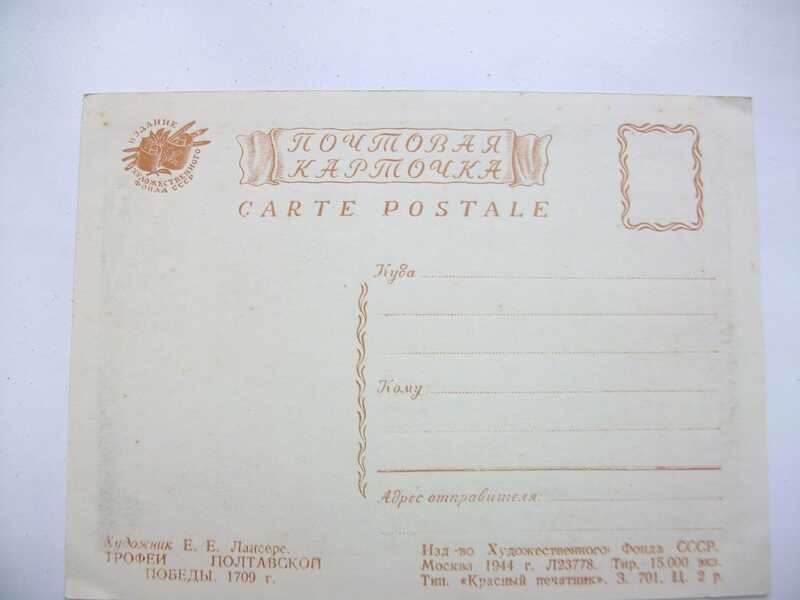 ИЗДАНИЕ
ХУДОЖЕСТВЕННОГО
ФОНДА СССР
ПОЧТОВАЯ
КАРТОЧКА
CARTE POSTALE
Куда
Кому
Адрес отправителя:
Художник Е. Е. Лансере.
ТРОФЕИ ПОЛТАВСКОЙ
ПОБЕДЫ. 1709 г.
Изд-во Художественного Фонда СССР.
Москва 1944 г. Л23778. Тир. 15.000 экз.
Тип. «Красный печатник». З. 701. Ц. 2 р.